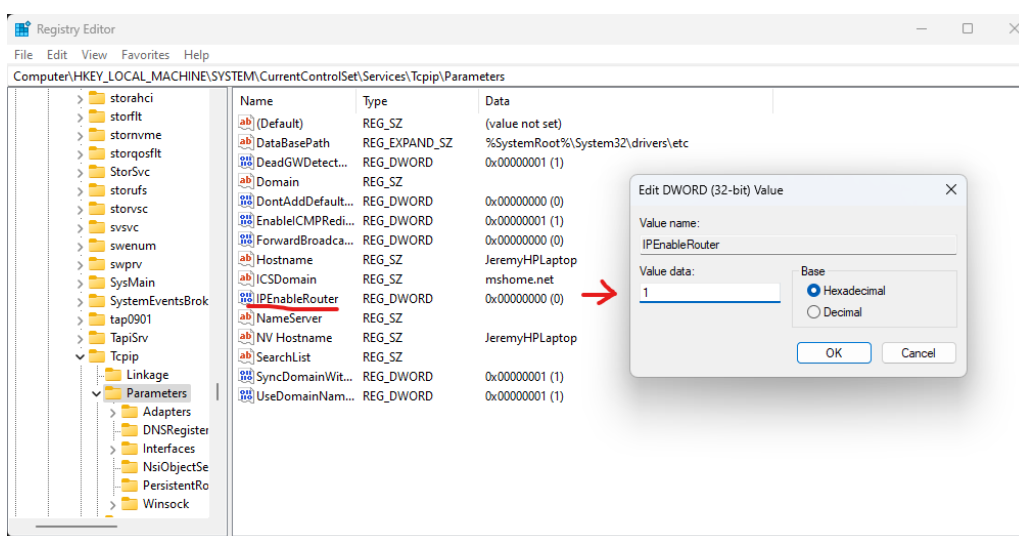 Registry Editor
File Edit View Favorites Help
Computer\HKEY_LOCAL_MACHINE\SYSTEM\CurrentControlSet\Services\Tcpip\Parameters
storahci
storflt
stornvme
storqosflt
StorSvc
storufs
storvsc
svsvc
swenum
swprv
SysMain
SystemEventsBrok
tap0901
TapiSrv
Tcpip
Linkage
Parameters
Adapters
DNSRegister
Interfaces
NsiObjectSe
PersistentRo
Winsock
Name Type Data
(Default) REG_SZ (value not set)
DataBasePath REG_EXPAND_SZ %SystemRoot%\System32\drivers\etc
DeadGWDetect... REG_DWORD 0x00000001 (1)
Domain REG_SZ
DontAddDefault... REG_DWORD 0x00000000 (0)
EnableICMPRedi... REG_DWORD 0x00000001 (1)
ForwardBroadca... REG_DWORD 0x00000000 (0)
Hostname REG_SZ JeremyHPLaptop
ICSDomain REG_SZ mshome.net
IPEnableRouter REG_DWORD 0x00000000 (0)
NameServer REG_SZ
NV Hostname REG_SZ JeremyHPLaptop
SearchList REG_SZ
SyncDomainWit... REG_DWORD 0x00000001 (1)
UseDomainNam... REG_DWORD 0x00000001 (1)
Edit DWORD (32-bit) Value
Value name:
IPEnableRouter
Value data:
1
Base
Hexadecimal
Decimal
OK Cancel